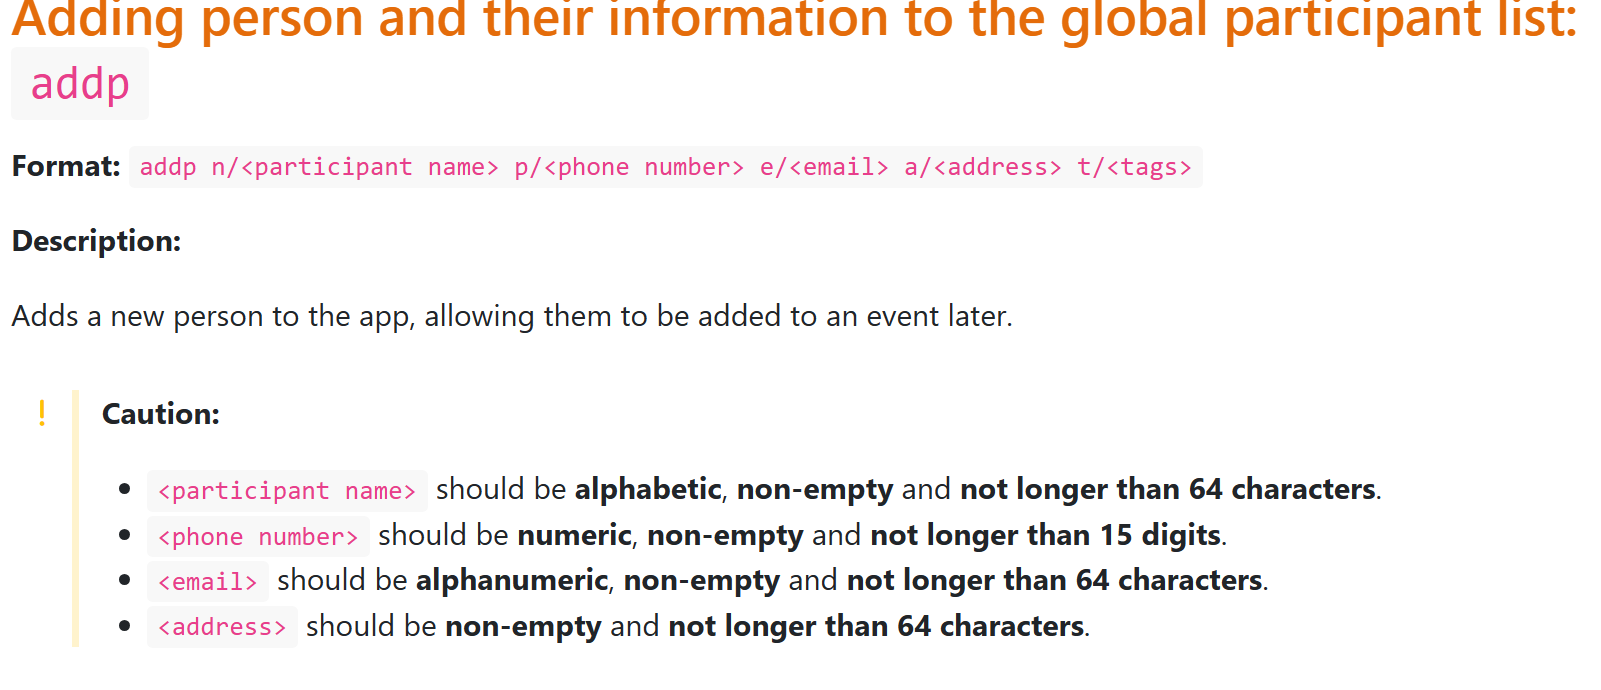 Adding person and their information to the global participant list:
addp
Format: addp n/<participant name> p/<phone number> e/<email> a/<address> t/<tags>
Description:
Adds a new person to the app, allowing them to be added to an event later.
! Caution:
• <participant name> should be alphabetic, non-empty and not longer than 64 characters.
• <phone number> should be numeric, non-empty and not longer than 15 digits.
• <email> should be alphanumeric, non-empty and not longer than 64 characters.
• <address> should be non-empty and not longer than 64 characters.